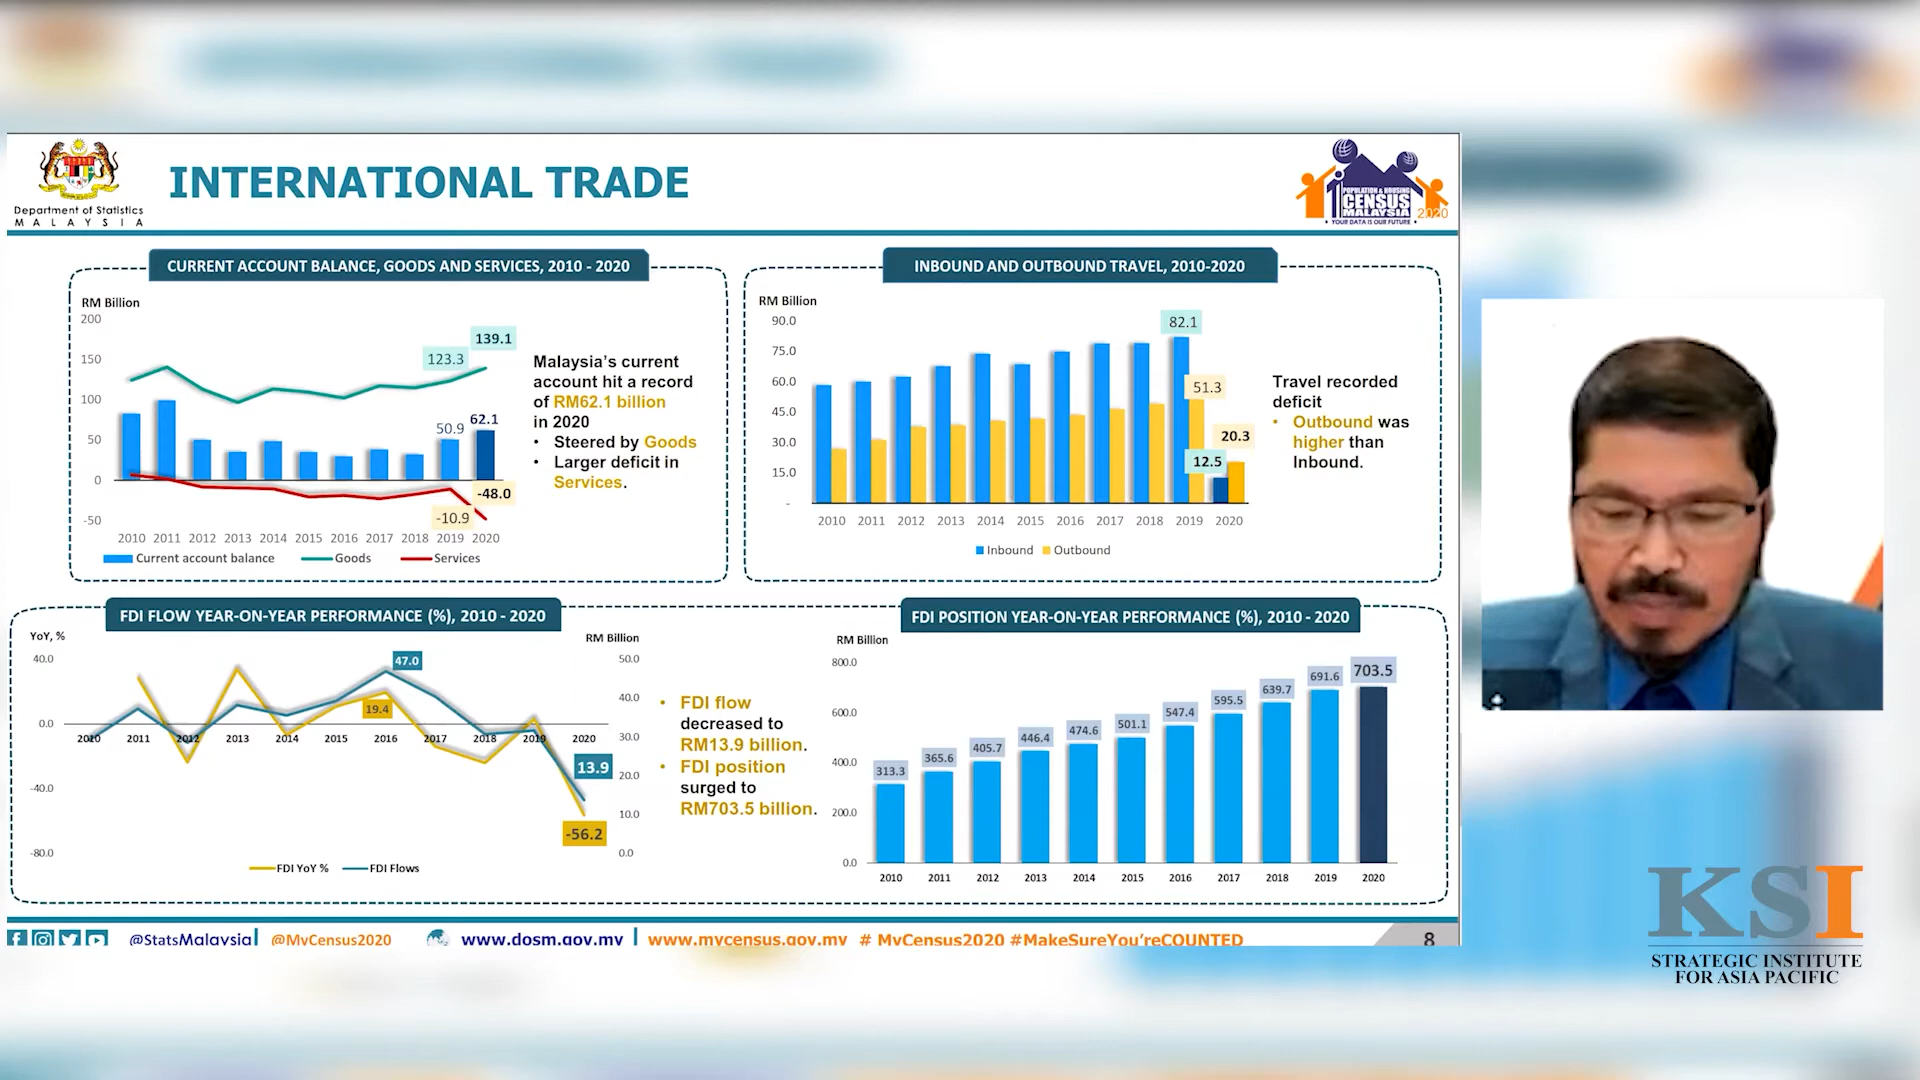 Department of Statistics
MALAYSIA
INTERNATIONAL TRADE
POPULATION & HOUSING
CENSUS
MALAYSIA
2020
• YOUR DATA IS OUR FUTURE •
CURRENT ACCOUNT BALANCE, GOODS AND SERVICES, 2010 - 2020
RM Billion
200
150
100
50
0
-50
139.1
123.3
50.9
62.1
-48.0
-10.9
2010 2011 2012 2013 2014 2015 2016 2017 2018 2019 2020
Current account balance Goods Services
Malaysia's current
account hit a record
of RM62.1 billion
in 2020
• Steered by Goods
• Larger deficit in
Services.
INBOUND AND OUTBOUND TRAVEL, 2010-2020
RM Billion
90.0
75.0
60.0
45.0
30.0
15.0
-
82.1
51.3
20.3
12.5
2010 2011 2012 2013 2014 2015 2016 2017 2018 2019 2020
Inbound Outbound
Travel recorded
deficit
• Outbound was
higher than
Inbound.
FDI FLOW YEAR-ON-YEAR PERFORMANCE (%), 2010 - 2020
YoY, %
RM Billion
40.0
0.0
-40.0
-80.0
50.0
40.0
30.0
20.0
10.0
0.0
47.0
19.4
13.9
-56.2
2010 2011 2012 2013 2014 2015 2016 2017 2018 2019 2020
FDI YoY % FDI Flows
• FDI flow
decreased to
RM13.9 billion.
• FDI position
surged to
RM703.5 billion.
FDI POSITION YEAR-ON-YEAR PERFORMANCE (%), 2010 - 2020
RM Billion
800.0
600.0
400.0
200.0
0.0
313.3 365.6 405.7 446.4 474.6 501.1 547.4 595.5 639.7 691.6 703.5
2010 2011 2012 2013 2014 2015 2016 2017 2018 2019 2020
@StatsMalaysia @MyCensus2020 www.dosm.gov.my www.mycensus.gov.my # MyCensus2020 #MakeSureYou'reCOUNTED
8
KSI
STRATEGIC INSTITUTE
FOR ASIA PACIFIC